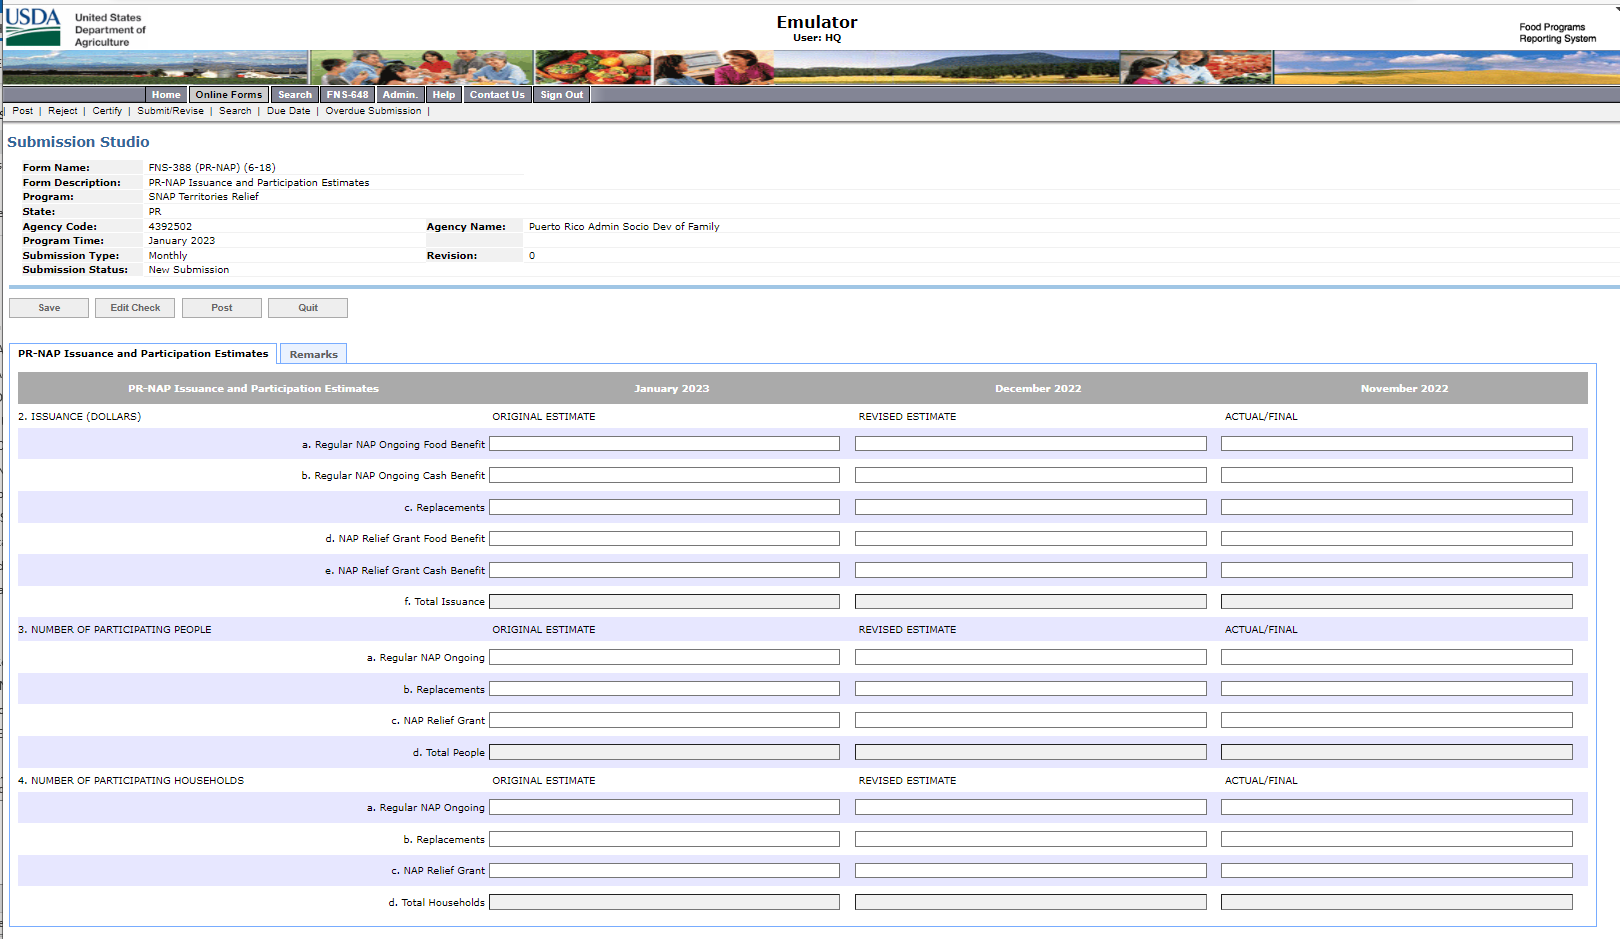 USDA
United States
Department of
Agriculture
Emulator
User: HQ
Food Programs
Reporting System
Home Online Forms Search FNS-648 Admin. Help Contact Us Sign Out
| Post | Reject | Certify | Submit/Revise | Search | Due Date | Overdue Submission |
Submission Studio
Form Name: FNS-388 (PR-NAP) (6-18)
Form Description: PR-NAP Issuance and Participation Estimates
Program: SNAP Territories Relief
State: PR
Agency Code: 4392502 Agency Name: Puerto Rico Admin Socio Dev of Family
Program Time: January 2023
Submission Type: Monthly Revision: 0
Submission Status: New Submission
Save Edit Check Post Quit
PR-NAP Issuance and Participation Estimates Remarks
PR-NAP Issuance and Participation Estimates January 2023 December 2022 November 2022
2. ISSUANCE (DOLLARS) ORIGINAL ESTIMATE REVISED ESTIMATE ACTUAL/FINAL
a. Regular NAP Ongoing Food Benefit
b. Regular NAP Ongoing Cash Benefit
c. Replacements
d. NAP Relief Grant Food Benefit
e. NAP Relief Grant Cash Benefit
f. Total Issuance
3. NUMBER OF PARTICIPATING PEOPLE ORIGINAL ESTIMATE REVISED ESTIMATE ACTUAL/FINAL
a. Regular NAP Ongoing
b. Replacements
c. NAP Relief Grant
d. Total People
4. NUMBER OF PARTICIPATING HOUSEHOLDS ORIGINAL ESTIMATE REVISED ESTIMATE ACTUAL/FINAL
a. Regular NAP Ongoing
b. Replacements
c. NAP Relief Grant
d. Total Households